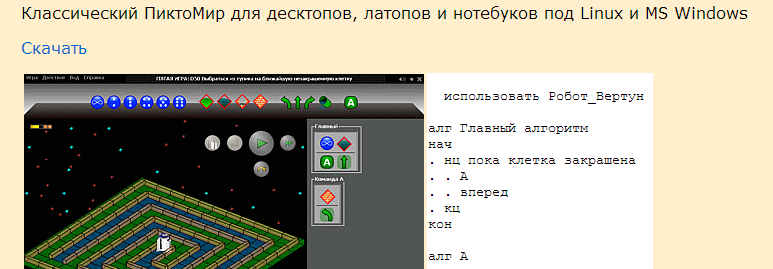 Классический ПиктоМир для десктопов, латопов и нотебуков под Linux и MS Windows
Скачать
Игра Действие Вид Справка
ПЯТАЯ ИГРА: D50 Выбраться из тупика на ближайшую незакрашенную клетку
A
Главный
A
Команда А
использовать Робот_Вертун
алг Главный алгоритм
нач
. нц пока клетка закрашена
. . А
. . вперед
. кц
кон
алг А